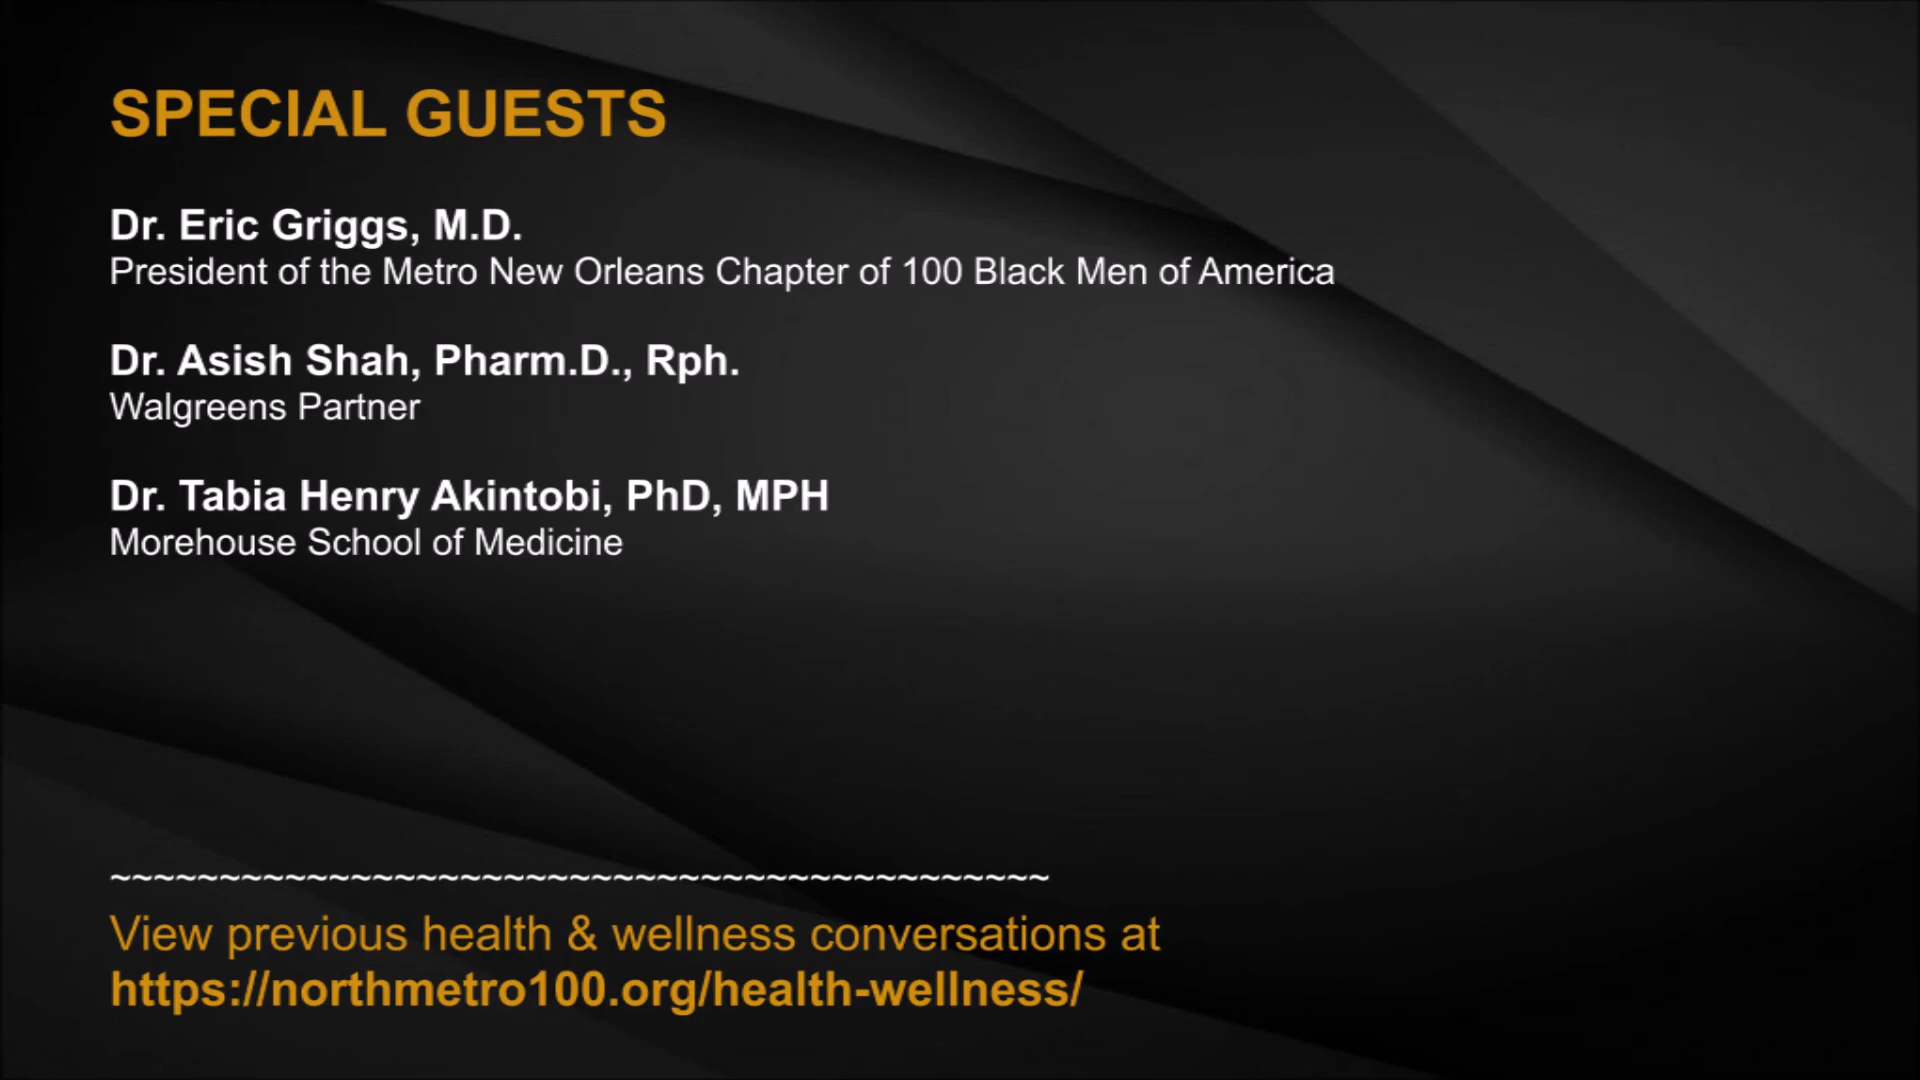 SPECIAL GUESTS
Dr. Eric Griggs, M.D.
President of the Metro New Orleans Chapter of 100 Black Men of America
Dr. Asish Shah, Pharm.D., Rph.
Walgreens Partner
Dr. Tabia Henry Akintobi, PhD, MPH
Morehouse School of Medicine
~~~~~~~~~~~~~~~~~~~~~~~~~~~~~~~~~~~~~~~~~~~
View previous health & wellness conversations at
https://northmetro100.org/health-wellness/